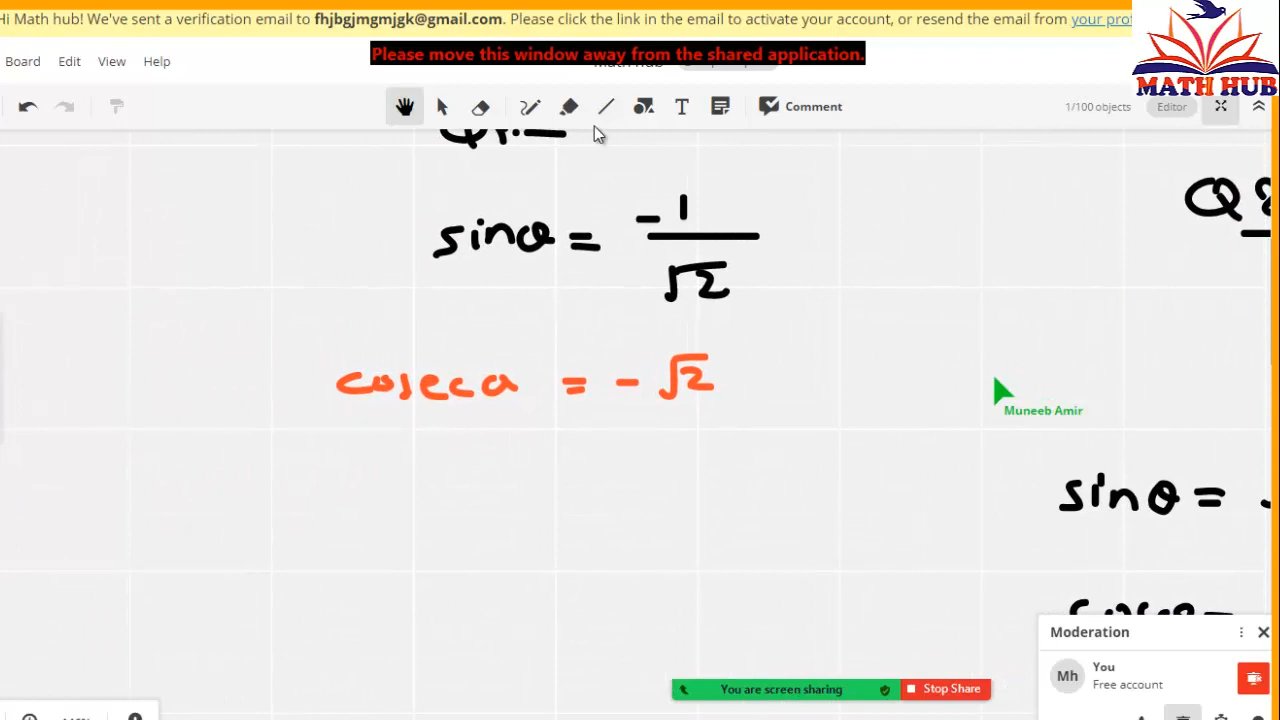 Hi Math hub! We've sent a verification email to fhjbgjmgmjgk@gmail.com. Please click the link in the email to activate your account, or resend the email from your prof
Please move this window away from the shared application.
MATH HUB
Board Edit View Help
Comment
1/100 objects
Editor
sinθ = -1/√2
coseca = -√2
Muneeb Amir
sinθ =
Moderation
Mh
You
Free account
You are screen sharing
Stop Share